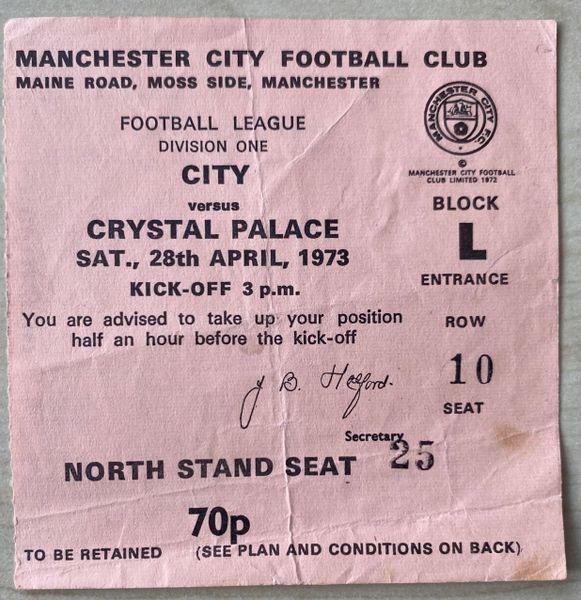 MANCHESTER CITY FOOTBALL CLUB
MAINE ROAD, MOSS SIDE, MANCHESTER
FOOTBALL LEAGUE
DIVISION ONE
CITY
versus
CRYSTAL PALACE
SAT., 28th APRIL, 1973
KICK-OFF 3 p.m.
You are advised to take up your position
half an hour before the kick-off
MANCHESTER CITY F.C.
©
MANCHESTER CITY FOOTBALL
CLUB LIMITED 1972
BLOCK
L
ENTRANCE
ROW
10
SEAT
25
J B. Halford.
Secretary
NORTH STAND SEAT
70p
TO BE RETAINED (SEE PLAN AND CONDITIONS ON BACK)